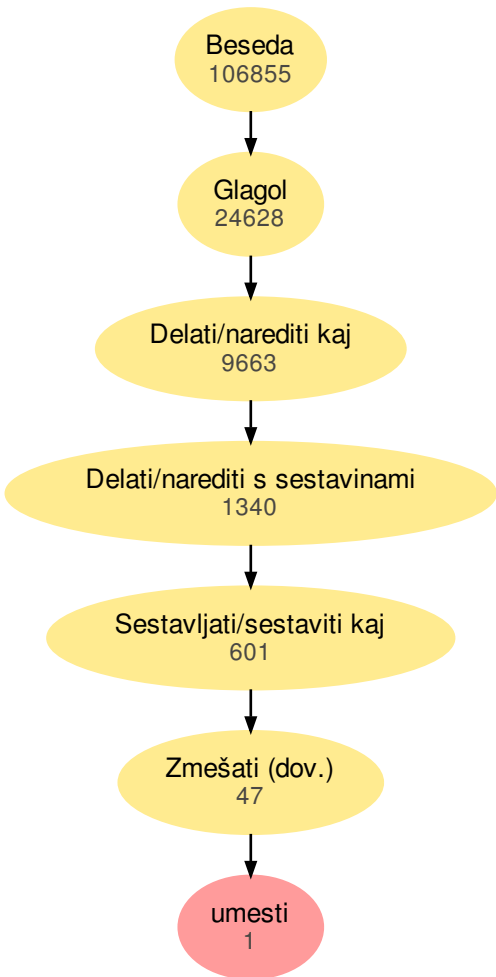 Beseda
106855
Glagol
24628
Delati/narediti kaj
9663
Delati/narediti s sestavinami
1340
Sestavljati/sestaviti kaj
601
Zmešati (dov.)
47
umesti
1